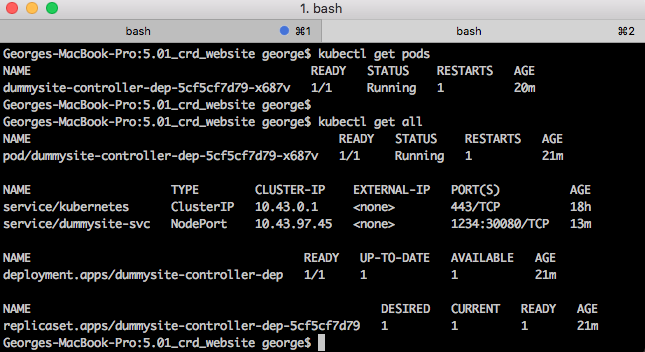 1. bash
bash ⌘1 bash ⌘2
Georges-MacBook-Pro:5.01_crd_website george$ kubectl get pods
NAME READY STATUS RESTARTS AGE
dummysite-controller-dep-5cf5cf7d79-x687v 1/1 Running 1 20m
Georges-MacBook-Pro:5.01_crd_website george$
Georges-MacBook-Pro:5.01_crd_website george$ kubectl get all
NAME READY STATUS RESTARTS AGE
pod/dummysite-controller-dep-5cf5cf7d79-x687v 1/1 Running 1 21m
NAME TYPE CLUSTER-IP EXTERNAL-IP PORT(S) AGE
service/kubernetes ClusterIP 10.43.0.1 <none> 443/TCP 18h
service/dummysite-svc NodePort 10.43.97.45 <none> 1234:30080/TCP 13m
NAME READY UP-TO-DATE AVAILABLE AGE
deployment.apps/dummysite-controller-dep 1/1 1 1 21m
NAME DESIRED CURRENT READY AGE
replicaset.apps/dummysite-controller-dep-5cf5cf7d79 1 1 1 21m
Georges-MacBook-Pro:5.01_crd_website george$